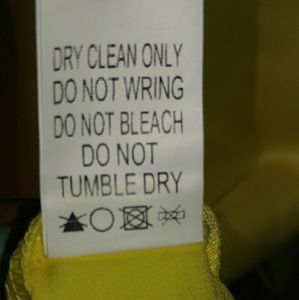 DRY CLEAN ONLY
DO NOT WRING
DO NOT BLEACH
DO NOT
TUMBLE DRY